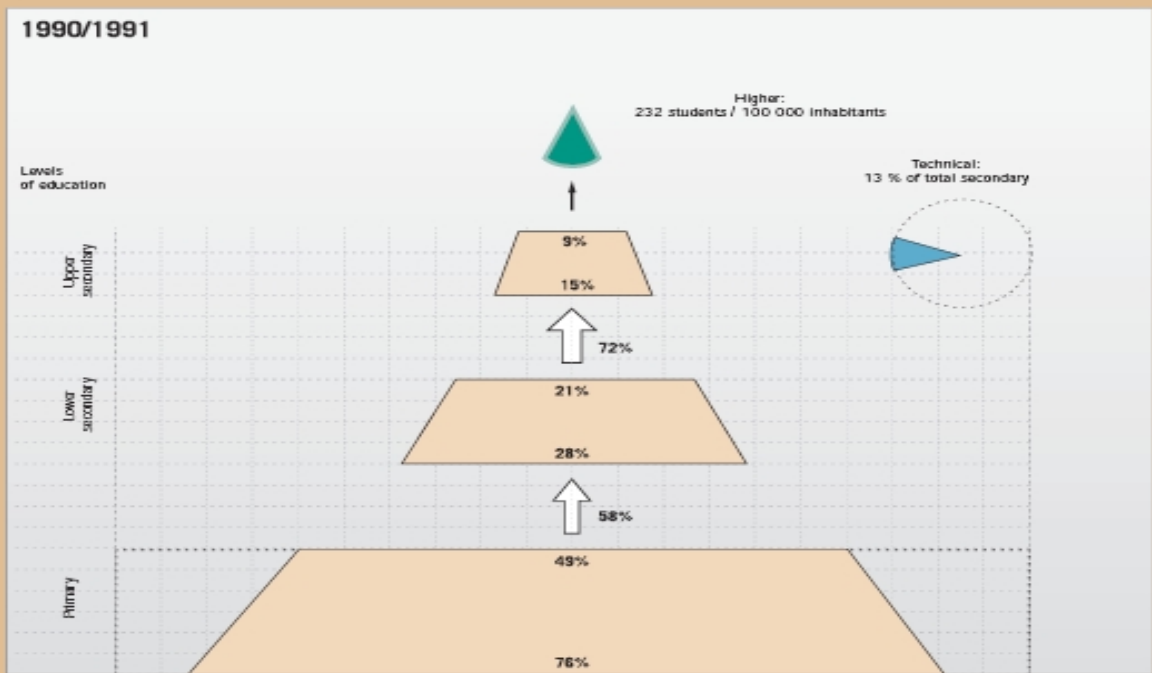 1990/1991
Higher:
232 students / 100 000 inhabitants
Levels
of education
Technical:
13 % of total secondary
Upper
secondary
9%
15%
72%
Lower
secondary
21%
28%
58%
Primary
49%
76%